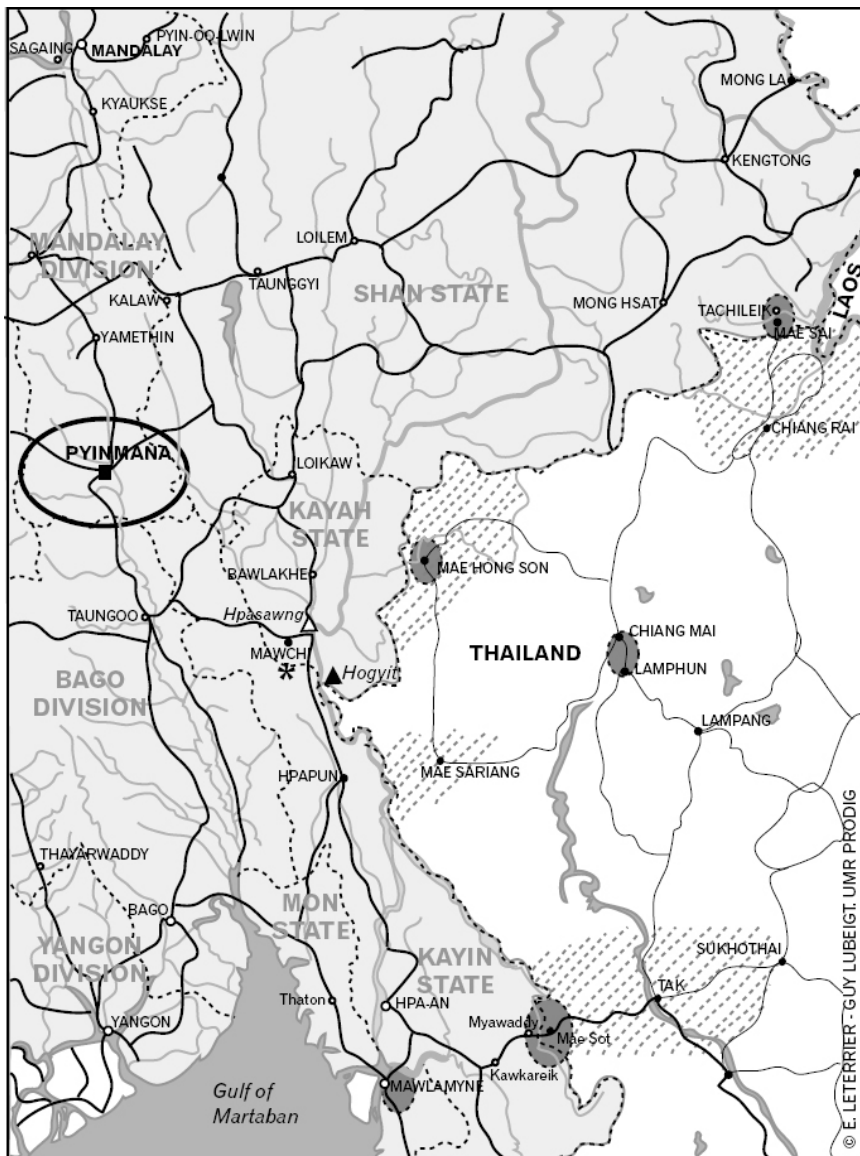 PYIN-OO-LWIN
SAGAING
MANDALAY
MONG LA
KYAUKSE
KENGTONG
MANDALAY
DIVISION
LOILEM
TAUNGGYI
KALAW
SHAN STATE
MONG HSAT
TACHILEIK
LAOS
MAE SAI
YAMETHIN
CHIANG RAI
PYINMANA
LOIKAW
KAYAH
STATE
MAE HONG SON
BAWLAKHE
Hpasawng
TAUNGOO
MAWCHI
*
Hogyit
THAILAND
CHIANG MAI
LAMPHUN
BAGO
DIVISION
LAMPANG
MAE SARIANG
HPAPUN
THAYARWADDY
BAGO
MON
STATE
YANGON
DIVISION
KAYIN
STATE
SUKHOTHAI
TAK
Thaton
HPA-AN
Myawaddy
Mae Sot
YANGON
Kawkareik
MAWLAMYNE
Gulf of
Martaban
© E. LETERRIER - GUY LUBEIGT. UMR PRODIG